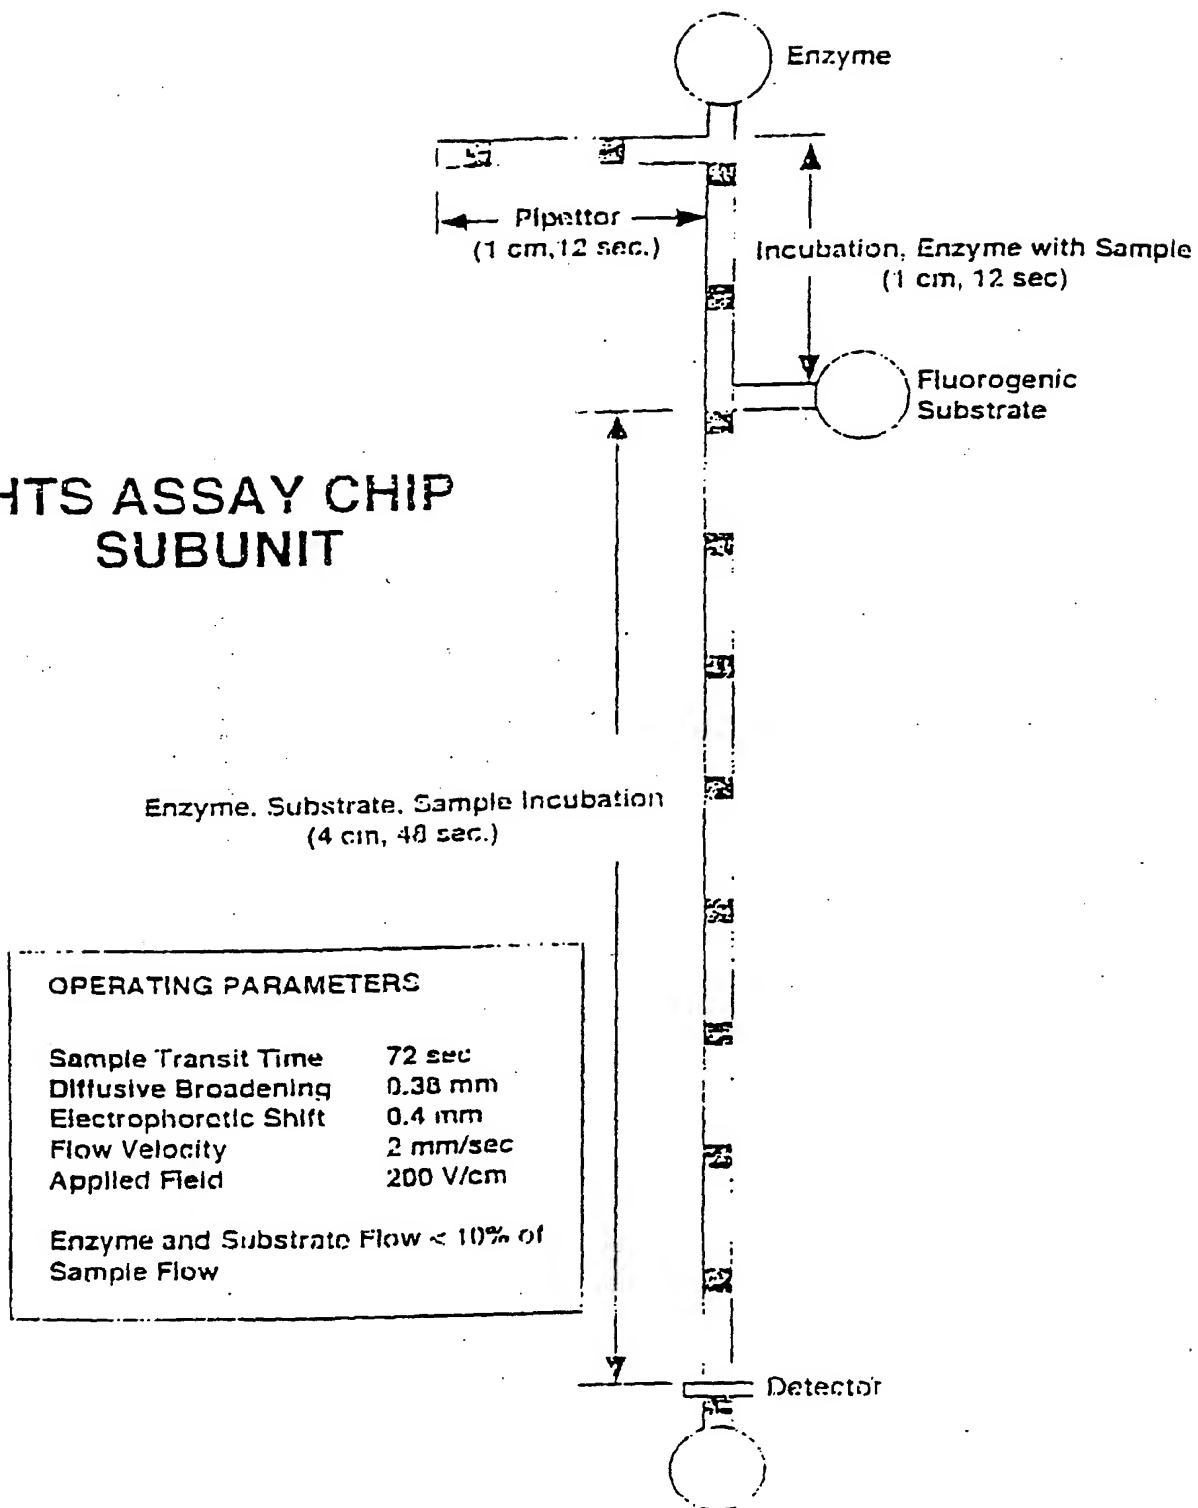 Enzyme
Pipettor
(1 cm, 12 sec.)
Incubation, Enzyme with Sample
(1 cm, 12 sec)
Fluorogenic
Substrate
HTS ASSAY CHIP
SUBUNIT
Enzyme, Substrate, Sample Incubation
(4 cm, 48 sec.)
OPERATING PARAMETERS
Sample Transit Time 72 sec
Diffusive Broadening 0.38 mm
Electrophoretic Shift 0.4 mm
Flow Velocity 2 mm/sec
Applied Field 200 V/cm
Enzyme and Substrate Flow < 10% of
Sample Flow
Detector